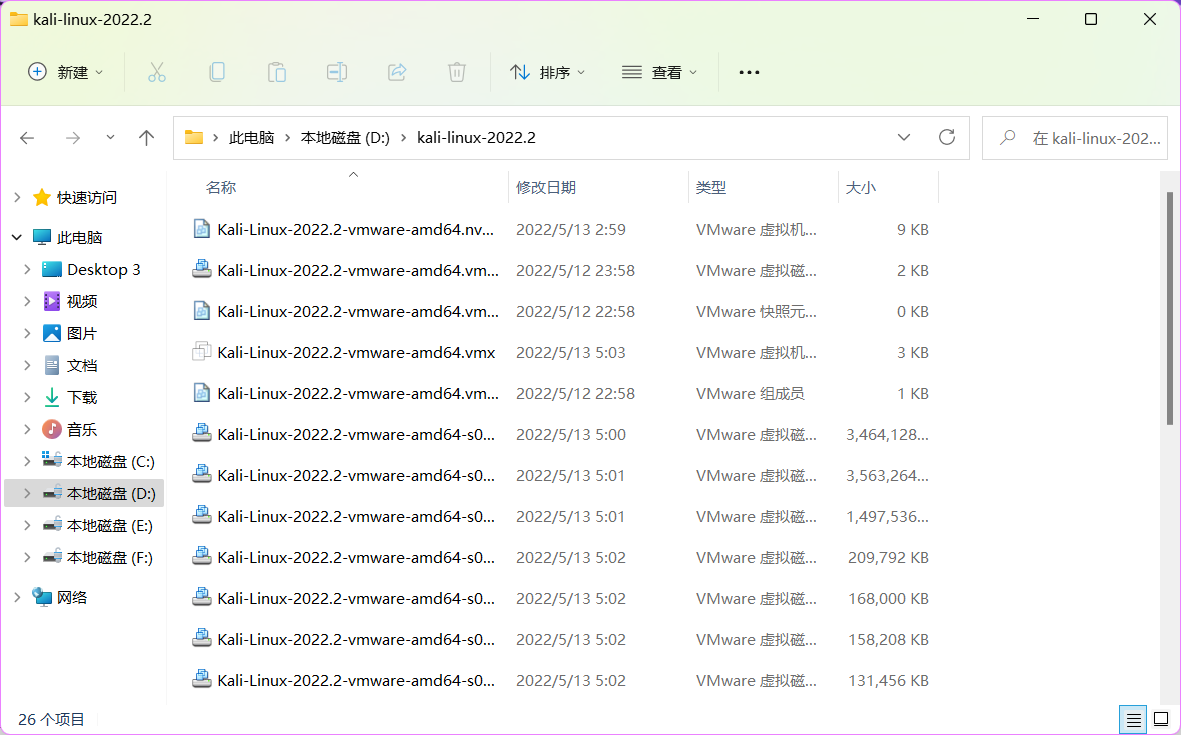 kali-linux-2022.2
新建 排序 查看
此电脑 本地磁盘 (D:) kali-linux-2022.2 在 kali-linux-202...
名称 修改日期 类型 大小
快速访问
此电脑
Desktop 3
视频
图片
文档
下载
音乐
本地磁盘 (C:)
本地磁盘 (D:)
本地磁盘 (E:)
本地磁盘 (F:)
网络
Kali-Linux-2022.2-vmware-amd64.nv... 2022/5/13 2:59 VMware 虚拟机... 9 KB
Kali-Linux-2022.2-vmware-amd64.vm... 2022/5/12 23:58 VMware 虚拟磁... 2 KB
Kali-Linux-2022.2-vmware-amd64.vm... 2022/5/12 22:58 VMware 快照元... 0 KB
Kali-Linux-2022.2-vmware-amd64.vmx 2022/5/13 5:03 VMware 虚拟机... 3 KB
Kali-Linux-2022.2-vmware-amd64.vm... 2022/5/12 22:58 VMware 组成员 1 KB
Kali-Linux-2022.2-vmware-amd64-s0... 2022/5/13 5:00 VMware 虚拟磁... 3,464,128...
Kali-Linux-2022.2-vmware-amd64-s0... 2022/5/13 5:01 VMware 虚拟磁... 3,563,264...
Kali-Linux-2022.2-vmware-amd64-s0... 2022/5/13 5:01 VMware 虚拟磁... 1,497,536...
Kali-Linux-2022.2-vmware-amd64-s0... 2022/5/13 5:02 VMware 虚拟磁... 209,792 KB
Kali-Linux-2022.2-vmware-amd64-s0... 2022/5/13 5:02 VMware 虚拟磁... 168,000 KB
Kali-Linux-2022.2-vmware-amd64-s0... 2022/5/13 5:02 VMware 虚拟磁... 158,208 KB
Kali-Linux-2022.2-vmware-amd64-s0... 2022/5/13 5:02 VMware 虚拟磁... 131,456 KB
26 个项目